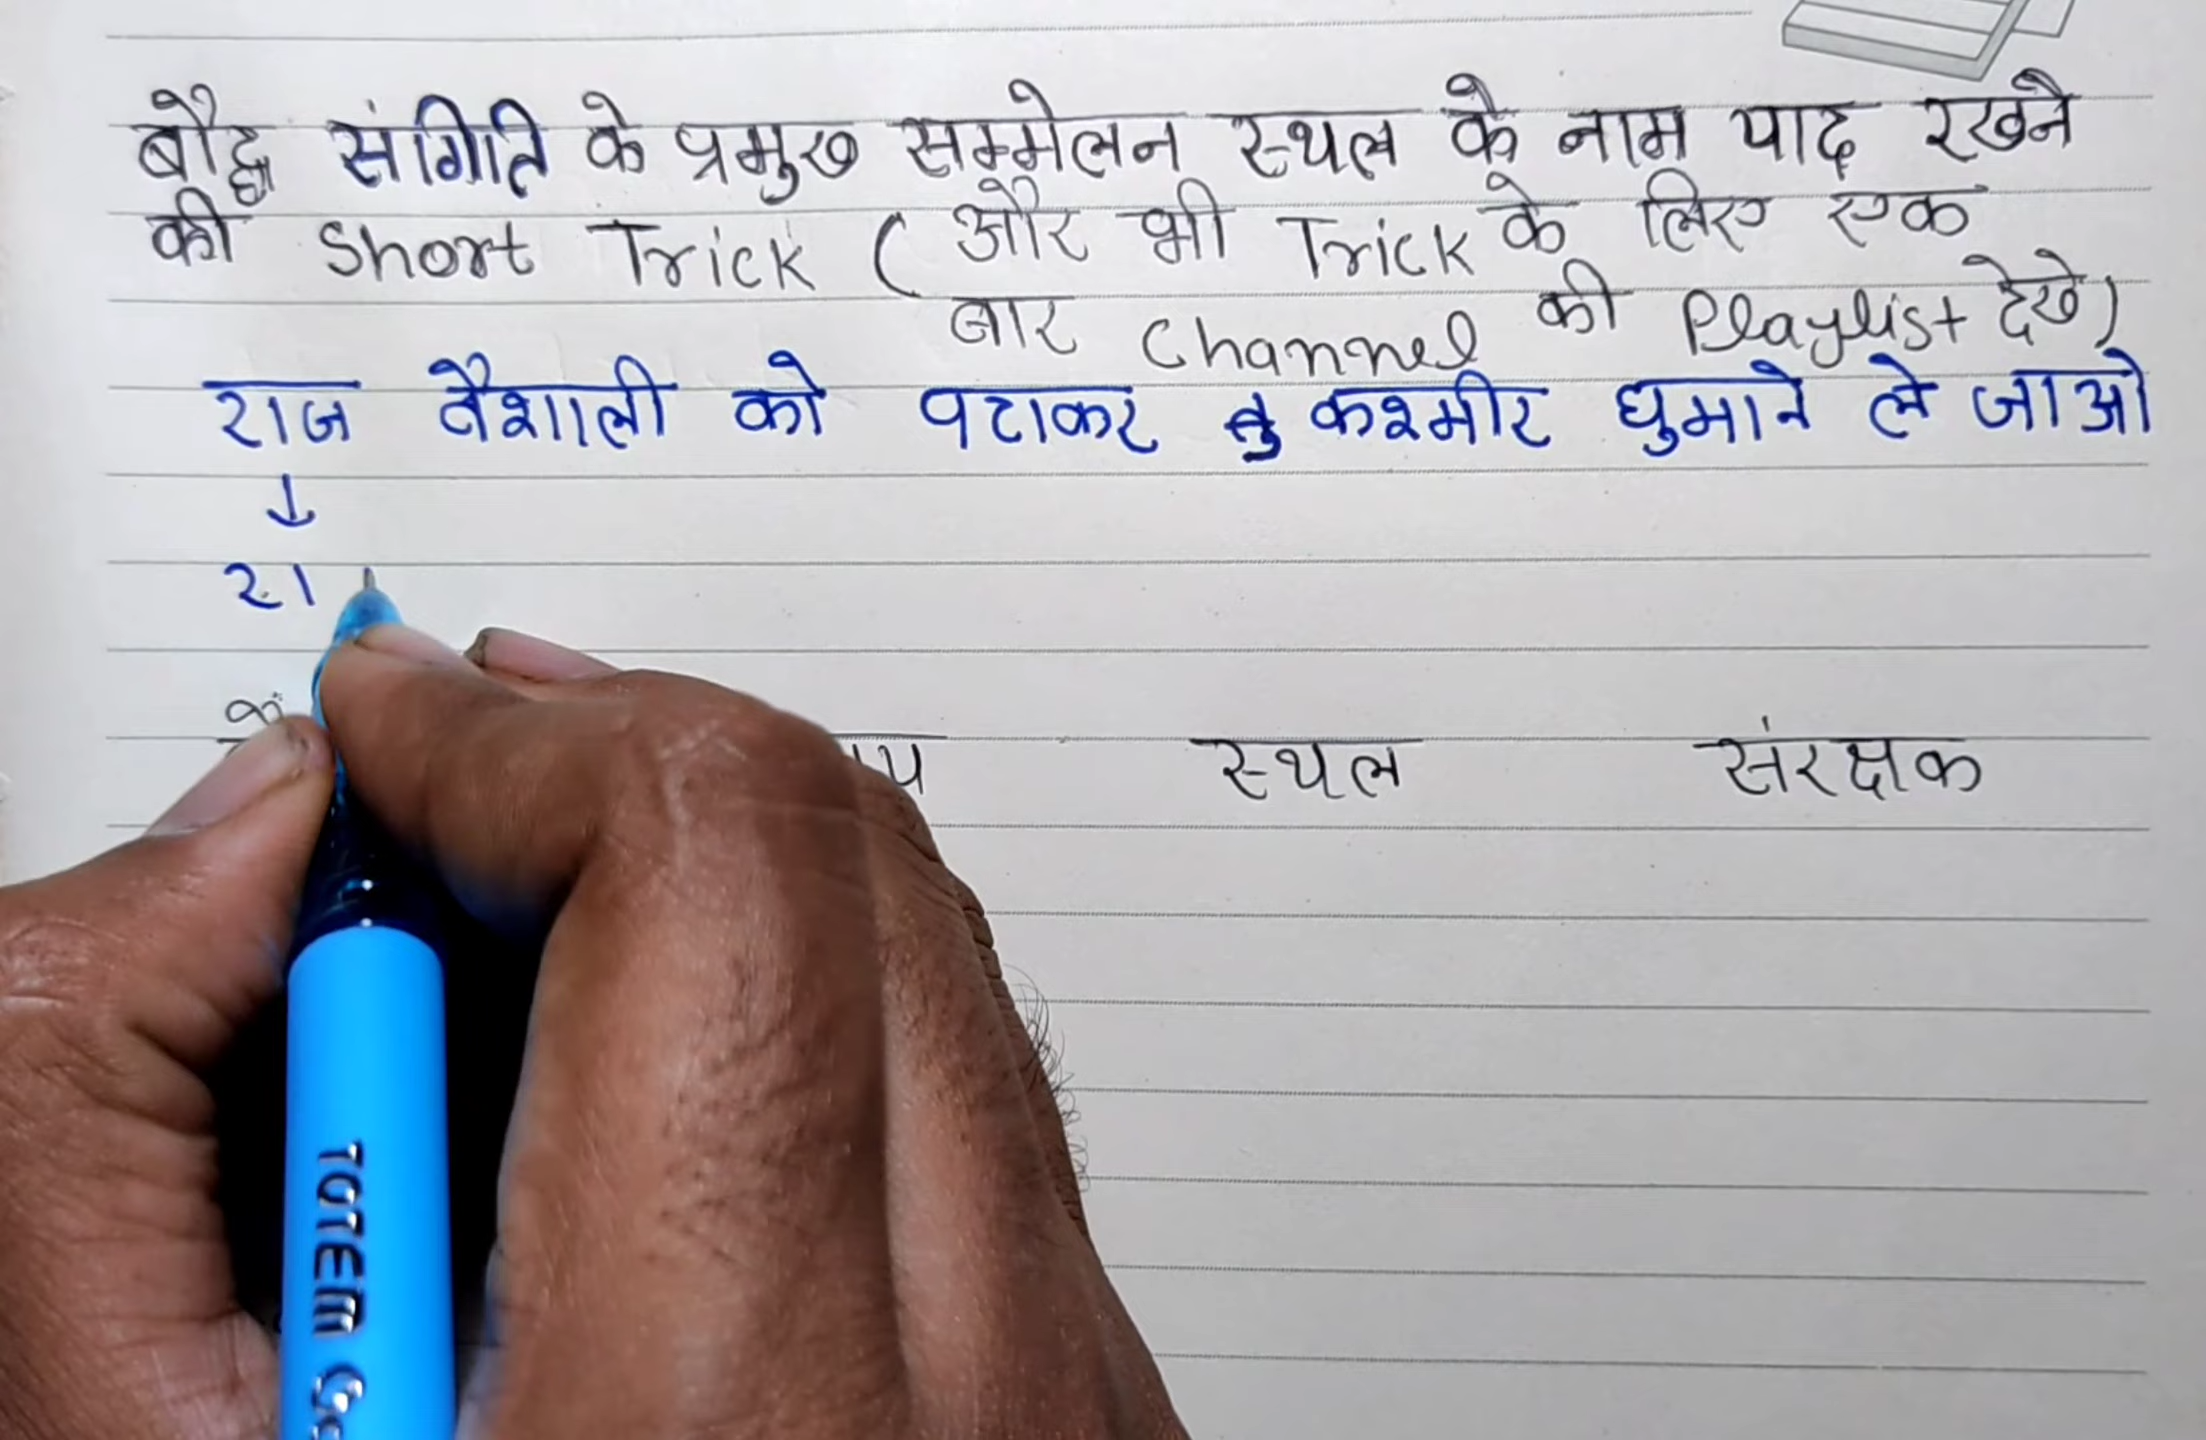 बौद्ध संगिति के प्रमुख सम्मेलन स्थल के नाम याद रखने
की Short Trick ( और भी Trick के लिए एक
बार Channel की Playlist देखे)
राज वैशाली को पटाकर तु कश्मीर घुमाने ले जाओ
↓
रा
स्थल संरक्षक
TOTEM